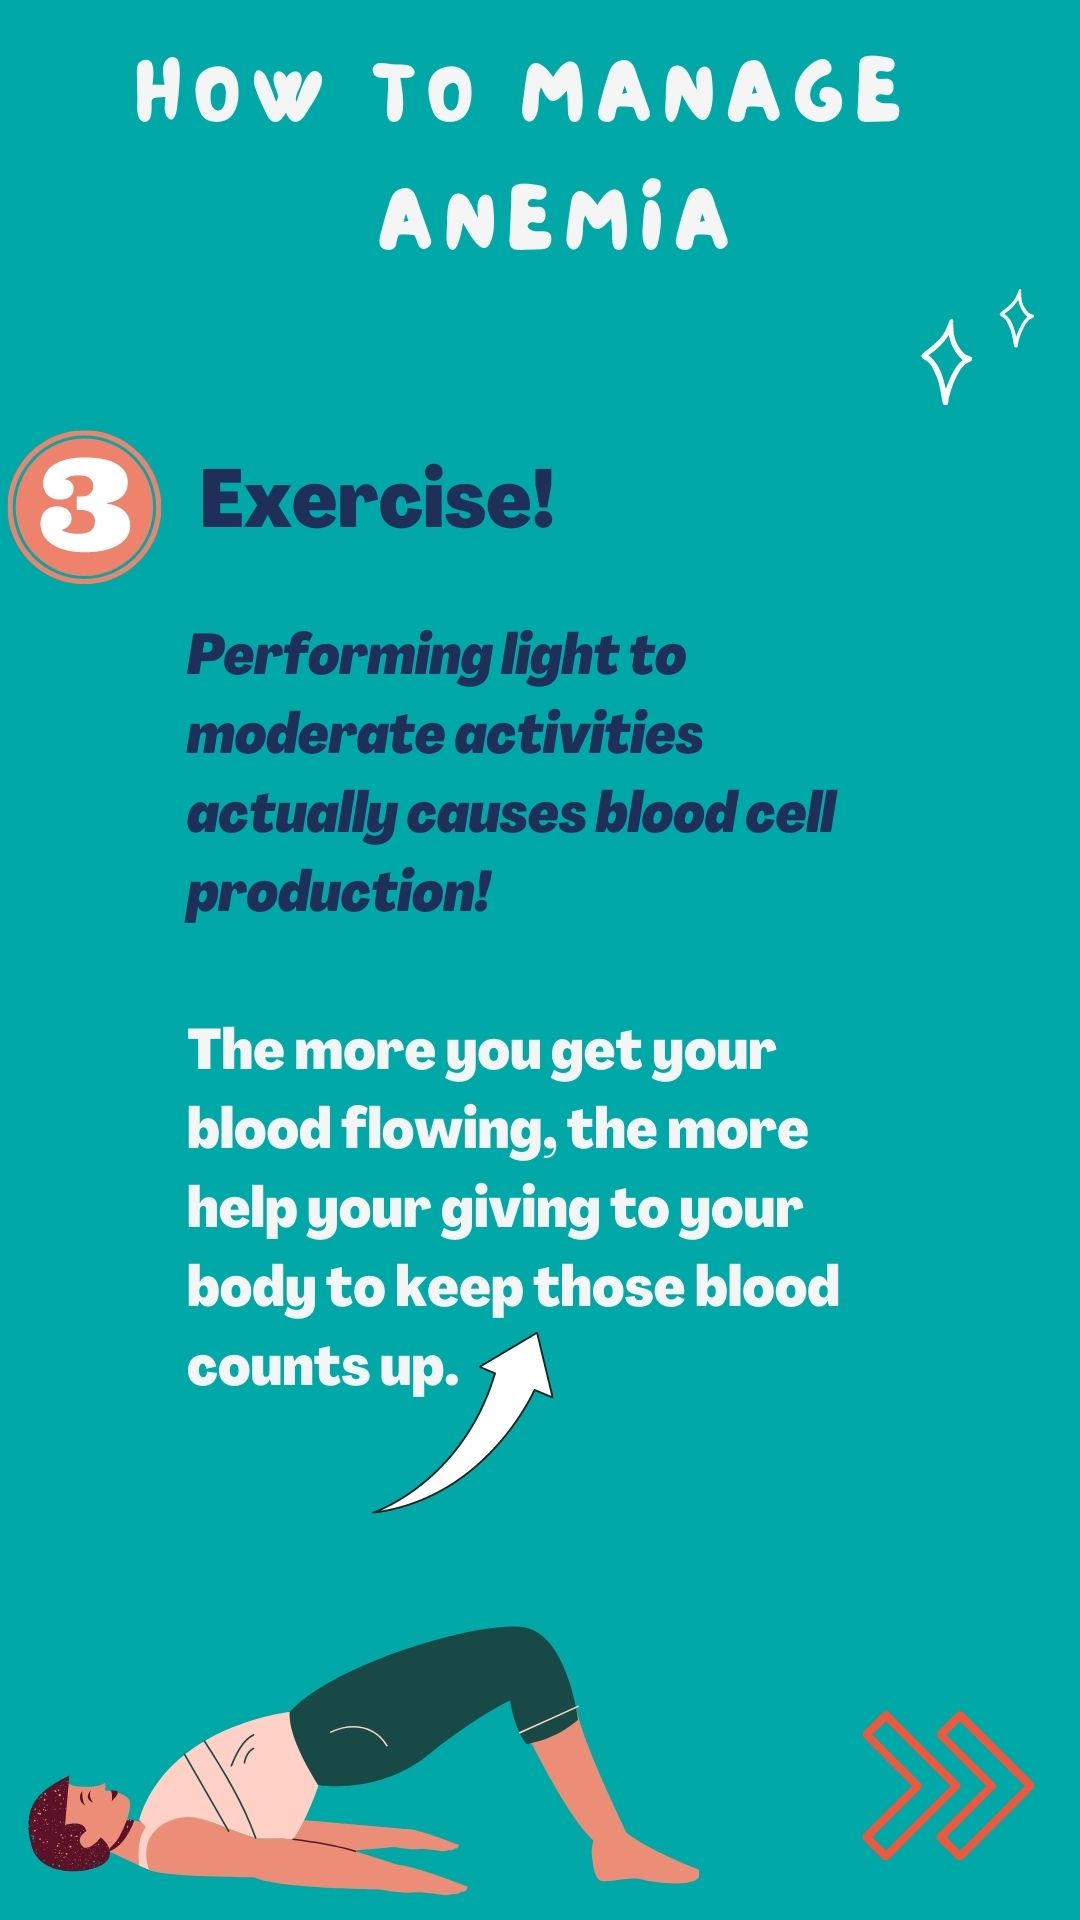 HOW TO MANAGE
ANEMiA
3 Exercise!
Performing light to
moderate activities
actually causes blood cell
production!
The more you get your
blood flowing, the more
help your giving to your
body to keep those blood
counts up.